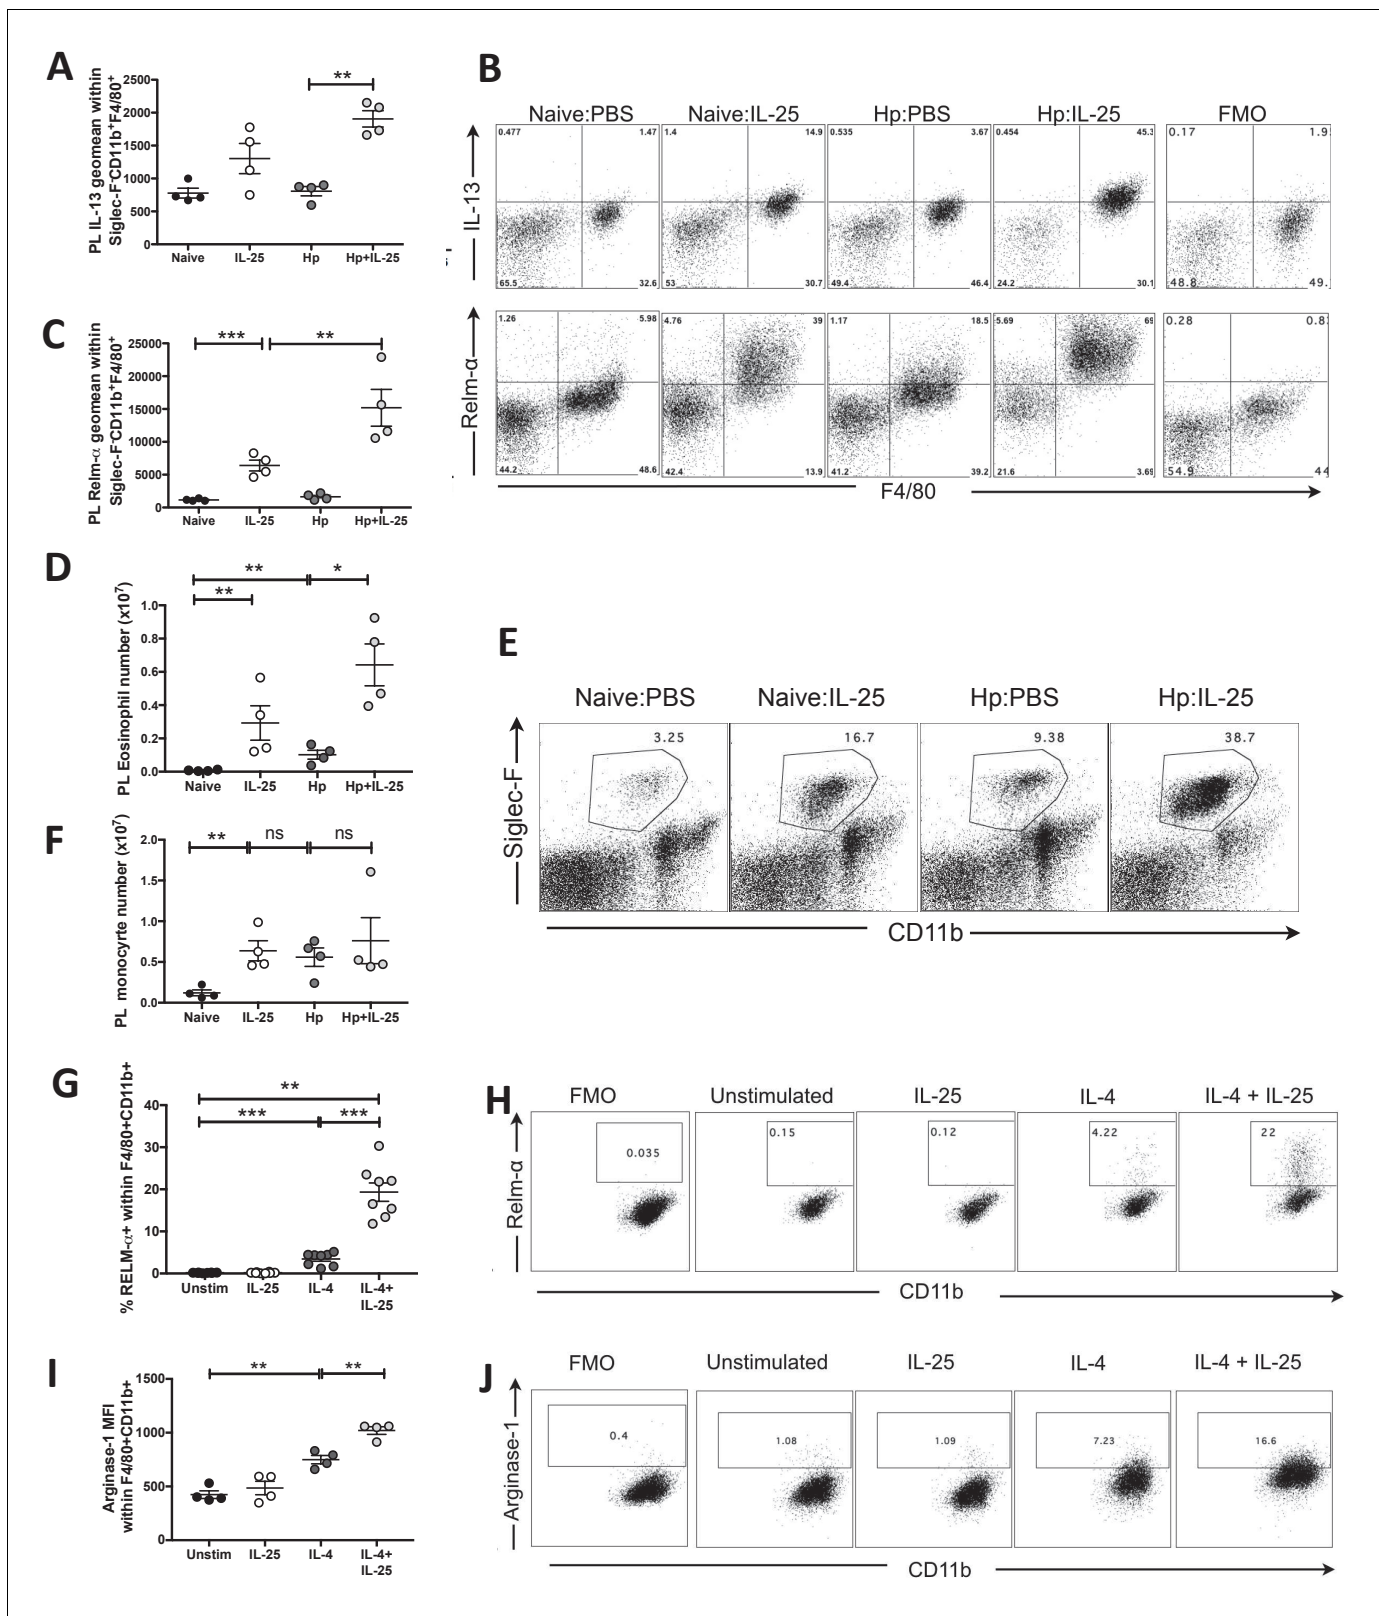 A
PL IL-13 geomean within
Siglec-F-CD11b+F4/80+
2500
2000
1500
1000
500
0
**
Naive IL-25 Hp Hp+IL-25
B
Naive:PBS Naive:IL-25 Hp:PBS Hp:IL-25 FMO
IL-13
0.477 1.47 1.4 14.9 0.535 3.67 0.454 45.3 0.17 1.9
65.5 32.6 53 30.7 49.4 46.4 24.2 30.1 48.8 49.
Relm-α
1.26 5.98 4.76 39 1.17 18.5 5.69 69 0.28
44.2 48.6 42.4 13.9 41.2 39.2 21.6 3.69 54.9 44
F4/80
C
PL Relm-α geomean within
Siglec-F-CD11b+F4/80+
25000
20000
15000
10000
5000
0
*** **
Naive IL-25 Hp Hp+IL-25
D
PL Eosinophil number (x10⁷)
1.0
0.8
0.6
0.4
0.2
0.0
** *
**
Naive IL-25 Hp Hp+IL-25
E
Naive:PBS Naive:IL-25 Hp:PBS Hp:IL-25
Siglec-F
3.25 16.7 9.38 38.7
CD11b
F
PL monocyrte number (x10⁷)
2.0
1.5
1.0
0.5
0.0
** ns ns
Naive IL-25 Hp Hp+IL-25
G
% RELM-α+ within F4/80+CD11b+
40
30
20
10
0
**
*** ***
Unstim IL-25 IL-4 IL-4+
IL-25
H
FMO Unstimulated IL-25 IL-4 IL-4 + IL-25
Relm-α
0.035 0.15 0.12 4.22 22
CD11b
I
Arginase-1 MFI
within F4/80+CD11b+
1500
1000
500
0
** **
Unstim IL-25 IL-4 IL-4+
IL-25
J
FMO Unstimulated IL-25 IL-4 IL-4 + IL-25
Arginase-1
0.4 1.08 1.09 7.23 16.6
CD11b